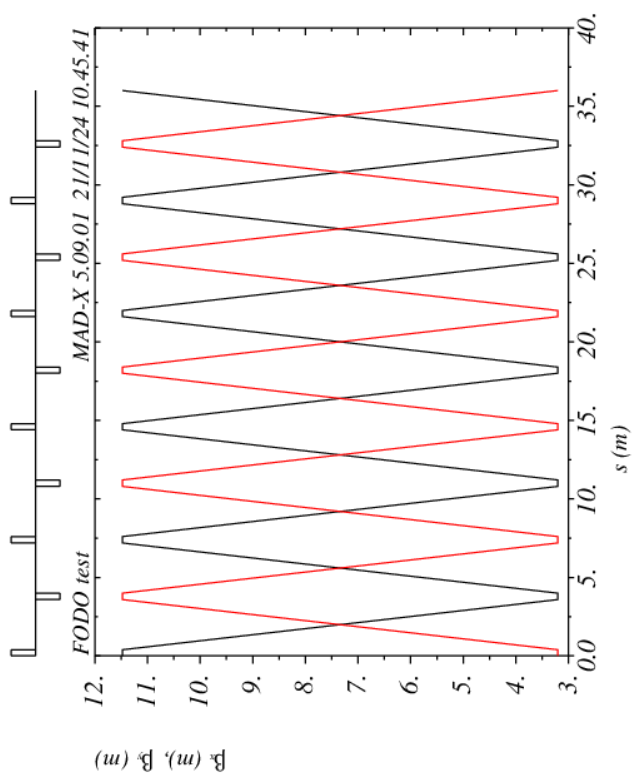 FODO test
MAD-X 5.09.01 21/11/24 10.45.41
βx (m), βy (m)
12.
11.
10.
9.
8.
7.
6.
5.
4.
3.
0.0 5. 10. 15. 20. 25. 30. 35. 40.
s (m)